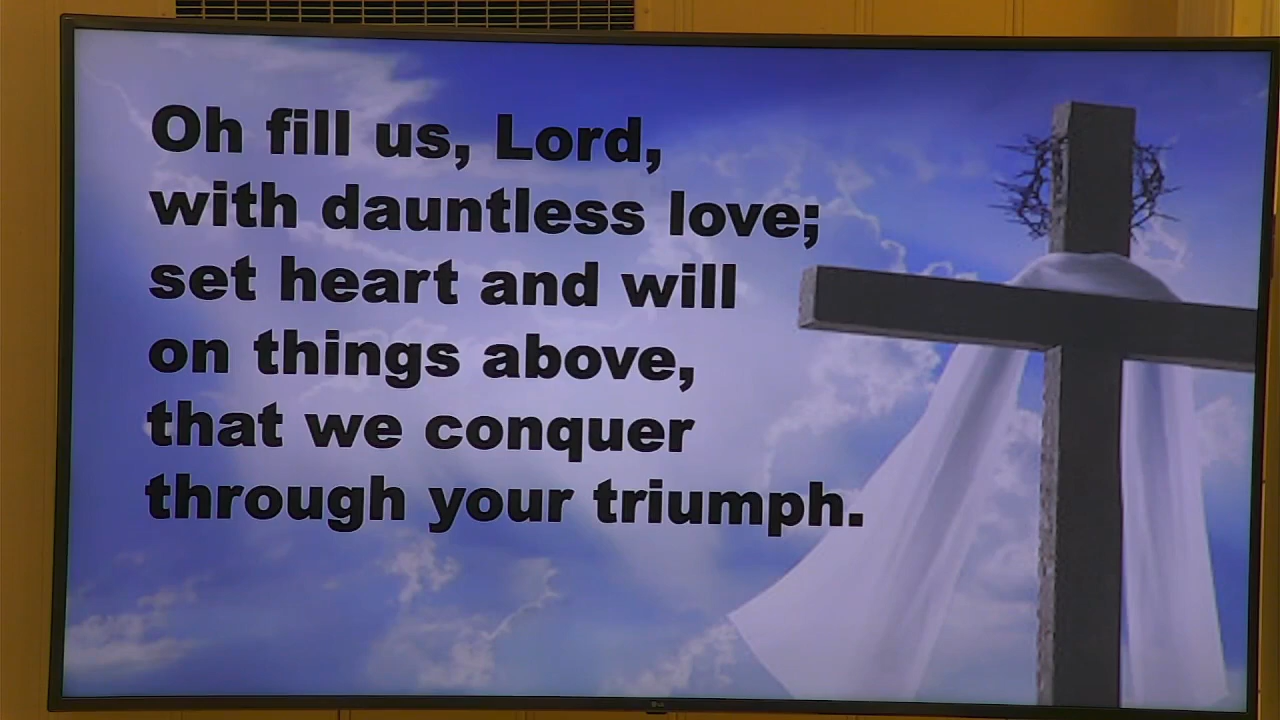 Oh fill us, Lord,
with dauntless love;
set heart and will
on things above,
that we conquer
through your triumph.
LG